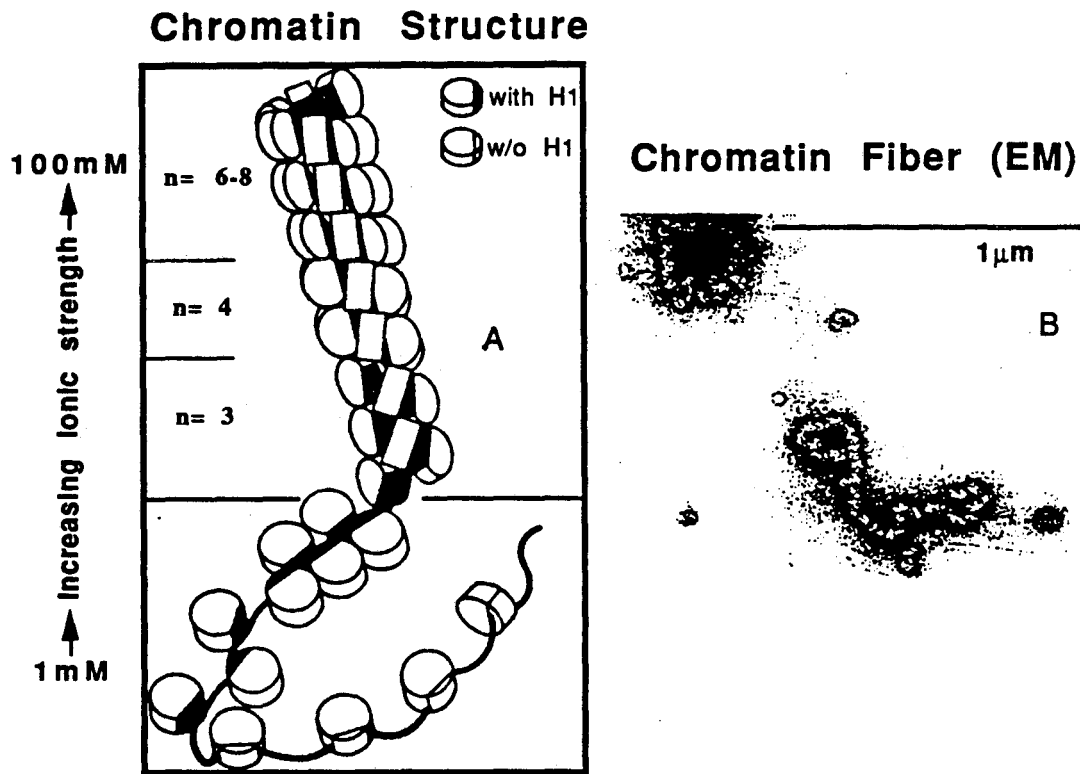 Chromatin Structure
with H1
w/o H1
100mM
n= 6-8
n= 4
n= 3
A
Increasing Ionic strength
1mM
Chromatin Fiber (EM)
1μm
B